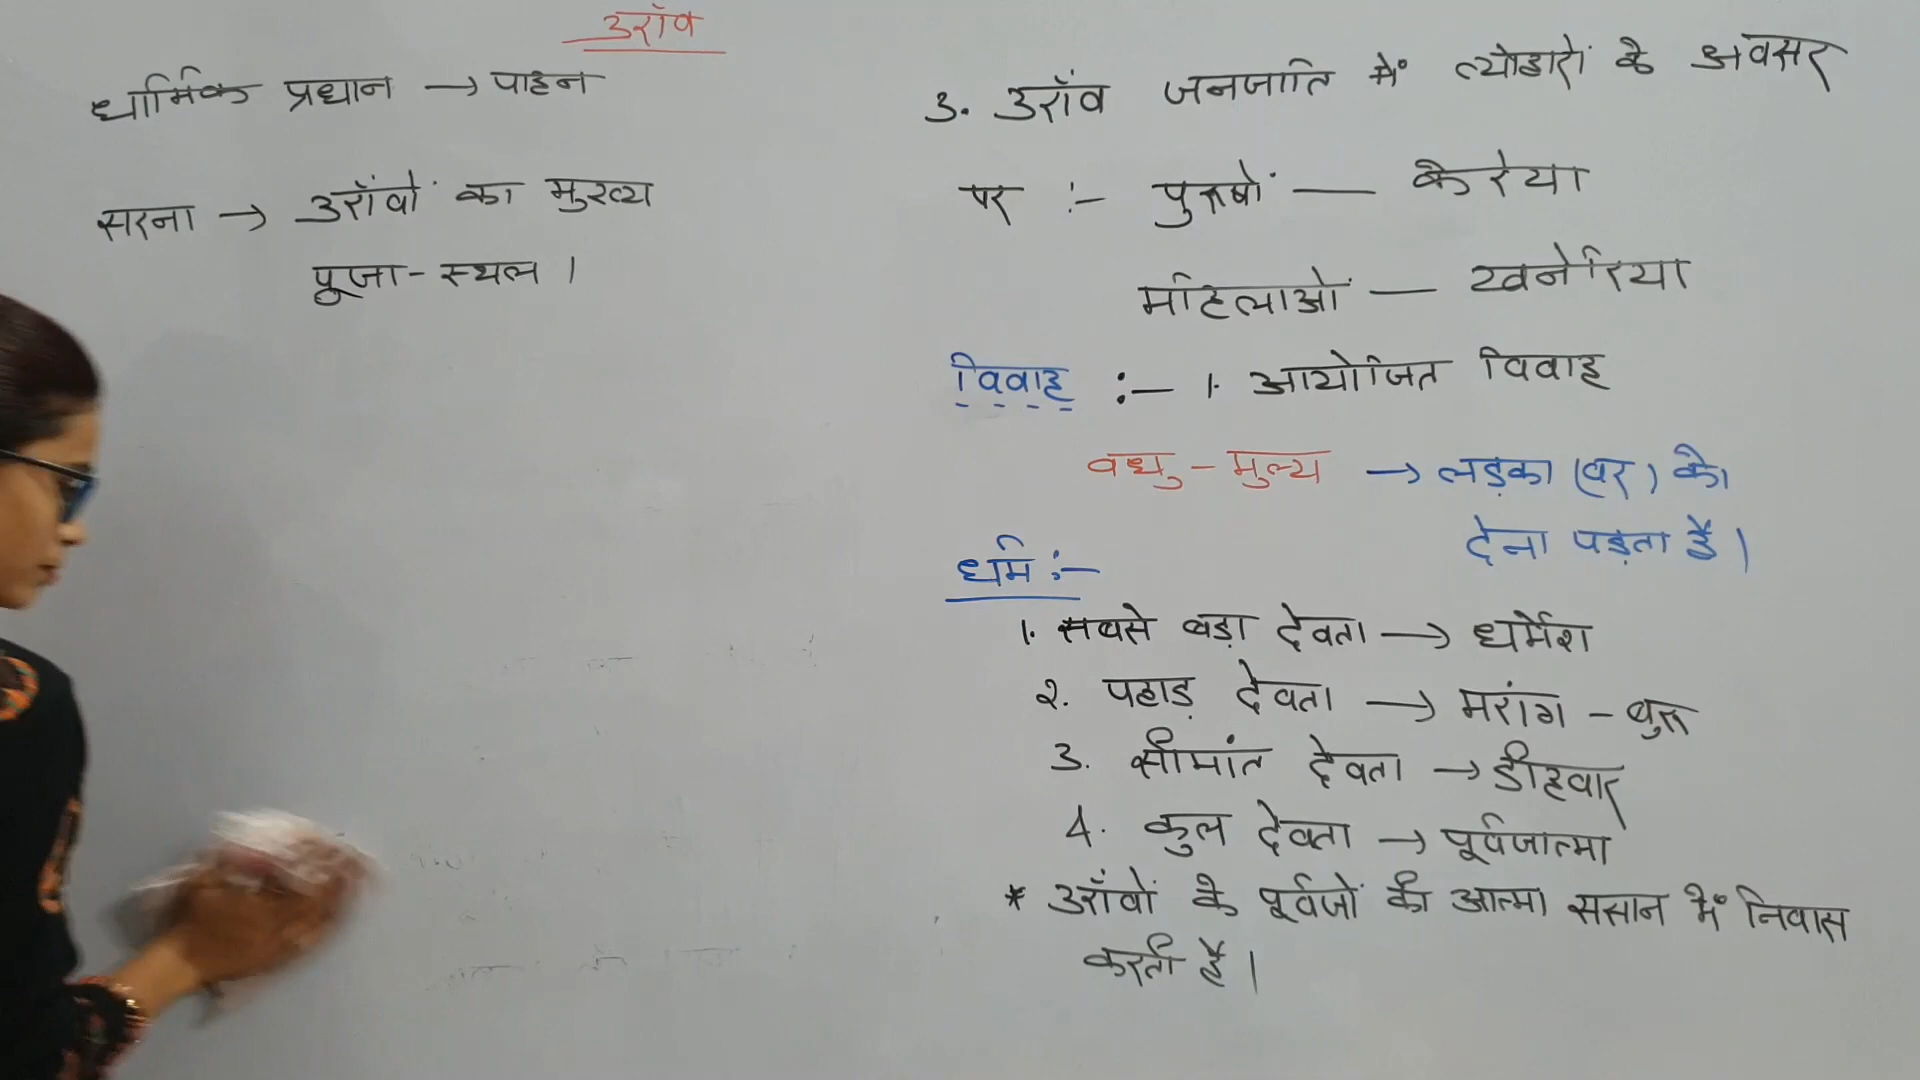 उराँव
धार्मिक प्रधान → पाहन
सरना → उराँवों का मुख्य
पूजा - स्थल ।
3. उराँव जनजाति में त्योहारों के अवसर
पर :- पुरुषों — केरेया
महिलाओं — खनेरिया
विवाह :- 1. आयोजित विवाह
वधु - मुल्य → लड़का (वर) को
देना पड़ता है ।
धर्म :-
1. सबसे बड़ा देवता → धर्मेश
2. पहाड़ देवता → मरांग - बुरु
3. सीमांत देवता → डीहवार
4. कुल देवता → पूर्वजात्मा
* उराँवों के पूर्वजों की आत्मा ससान में निवास
करती है ।